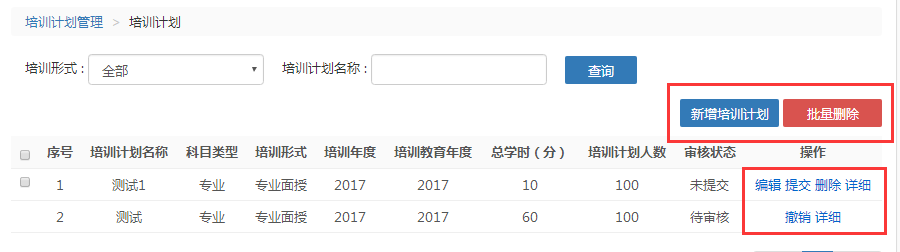 培训计划管理 > 培训计划
培训形式： 全部 培训计划名称： 查询
新增培训计划 批量删除
序号 培训计划名称 科目类型 培训形式 培训年度 培训教育年度 总学时（分） 培训计划人数 审核状态 操作
1 测试1 专业 专业面授 2017 2017 10 100 未提交 编辑 提交 删除 详细
2 测试 专业 专业面授 2017 2017 60 100 待审核 撤销 详细